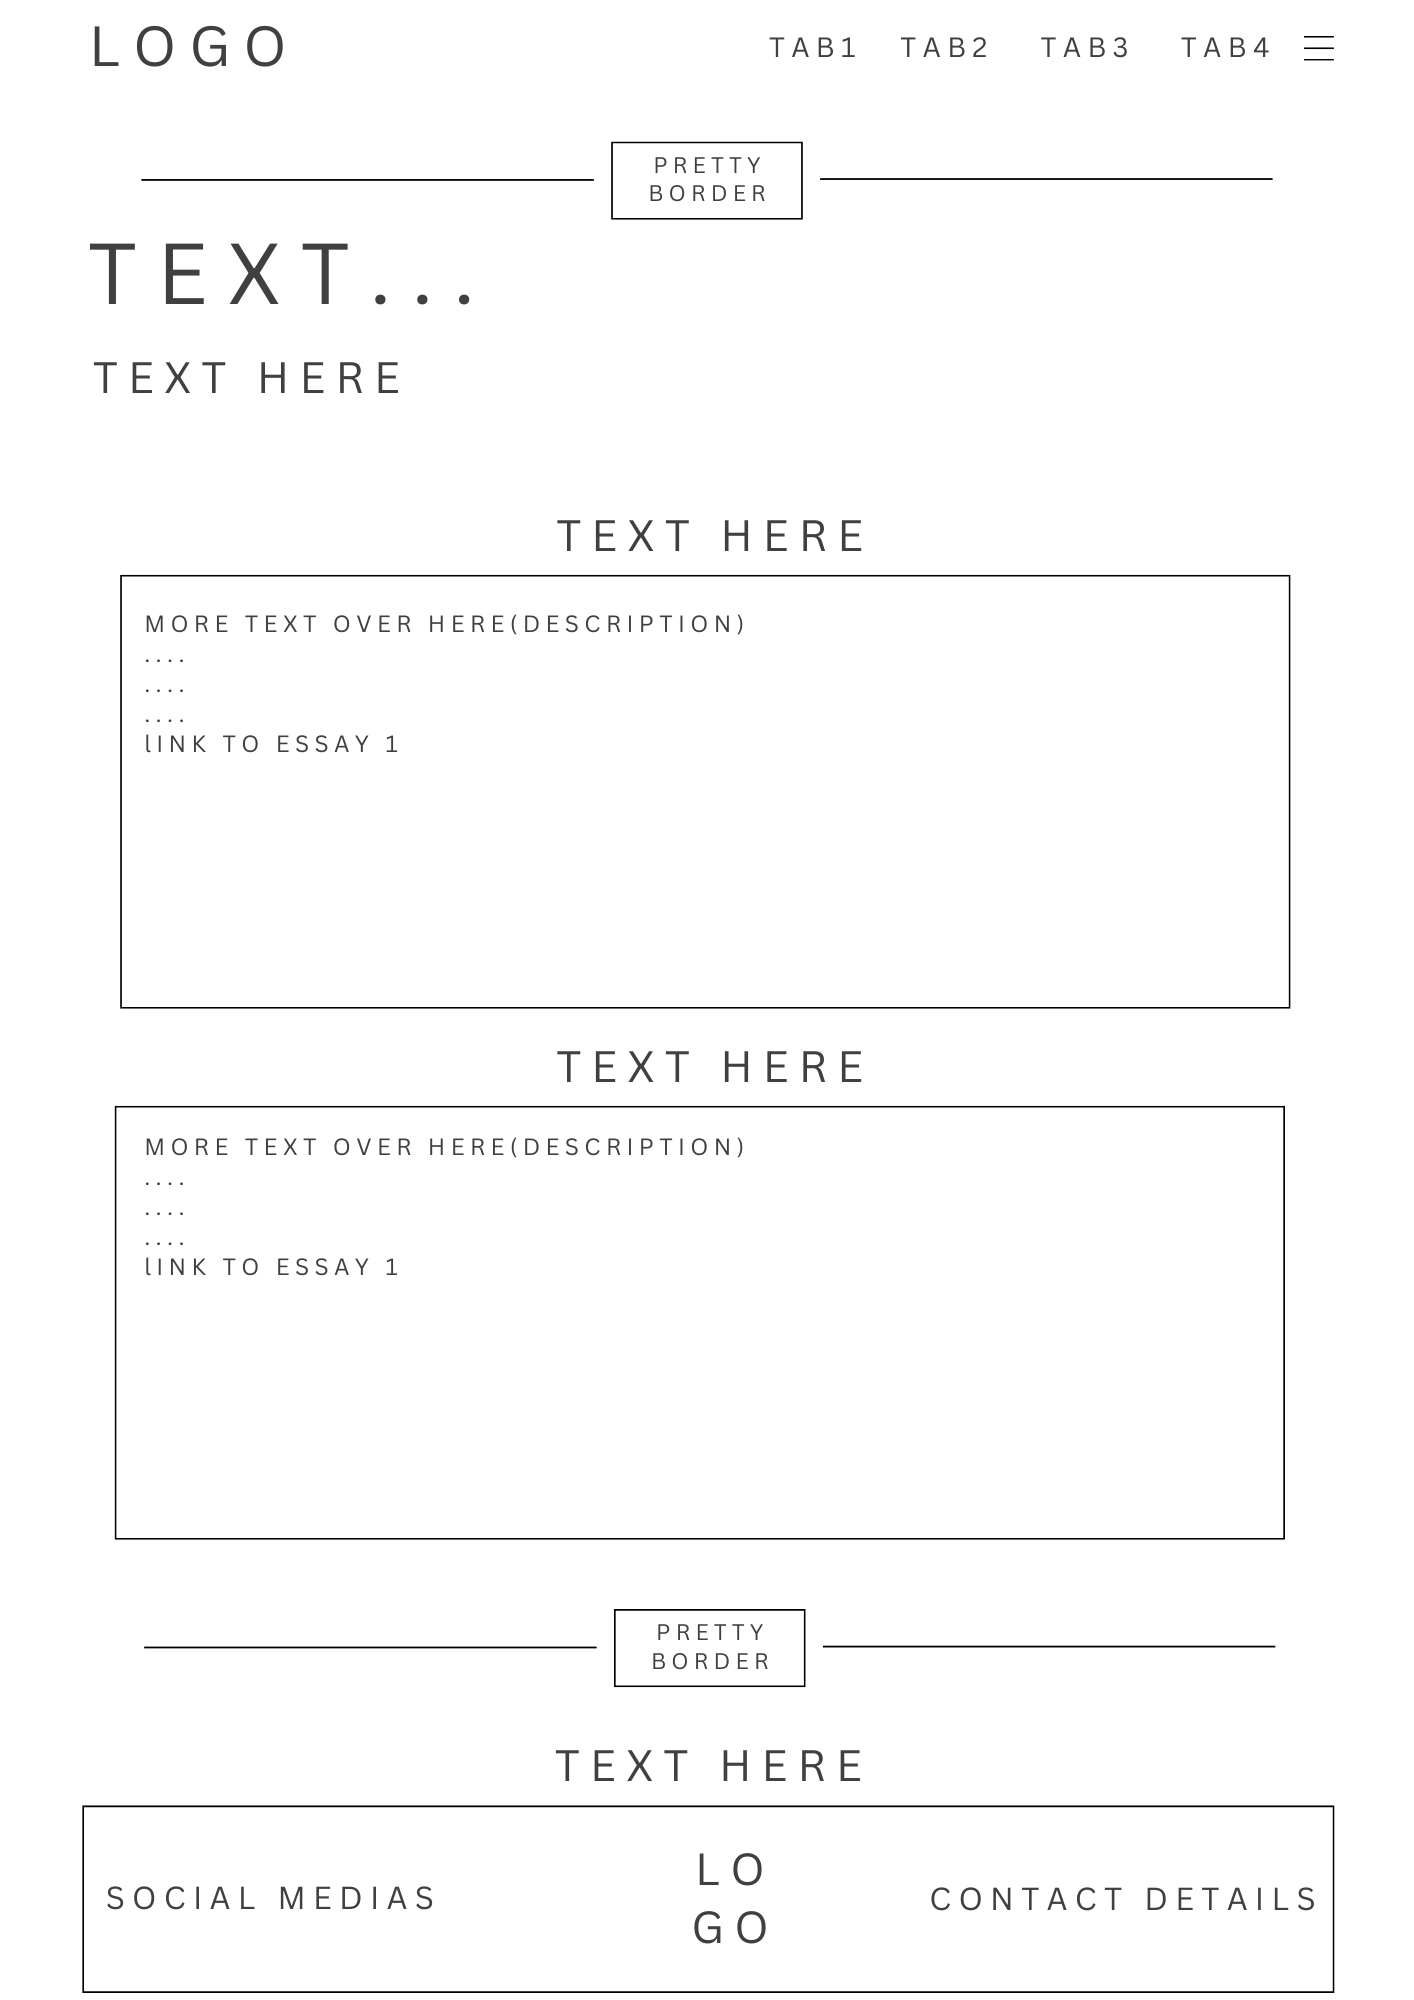 LOGO
TAB1 TAB2 TAB3 TAB4
PRETTY
BORDER
TEXT...
TEXT HERE
TEXT HERE
MORE TEXT OVER HERE(DESCRIPTION)
....
....
....
lINK TO ESSAY 1
TEXT HERE
MORE TEXT OVER HERE(DESCRIPTION)
....
....
....
lINK TO ESSAY 1
PRETTY
BORDER
TEXT HERE
SOCIAL MEDIAS
LO
GO
CONTACT DETAILS